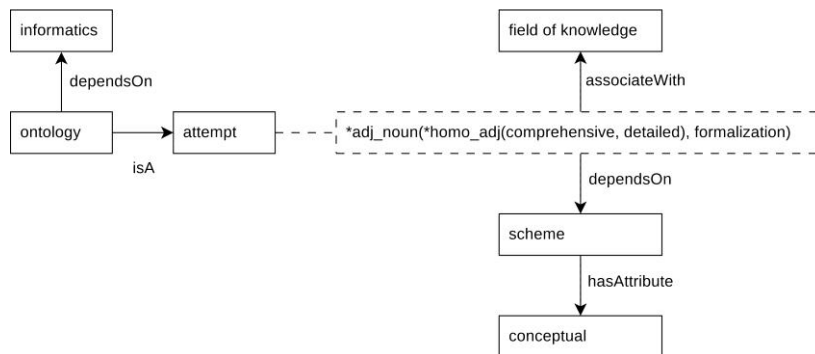 informatics
field of knowledge
dependsOn
associateWith
ontology
attempt
*adj_noun(*homo_adj(comprehensive, detailed), formalization)
isA
dependsOn
scheme
hasAttribute
conceptual